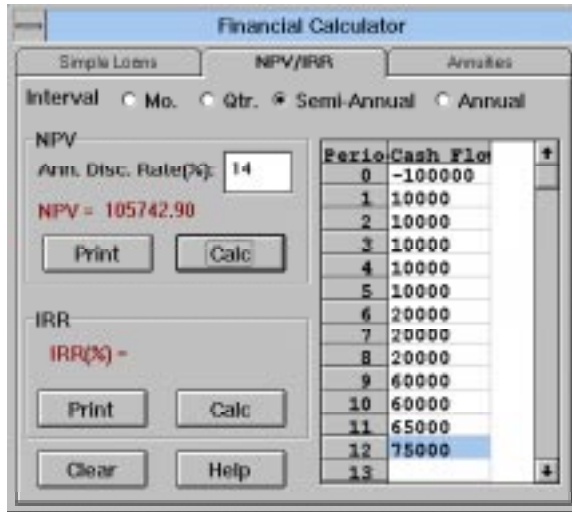 Financial Calculator
Simple Loans NPV/IRR Annuities
Interval Mo. Qtr. Semi-Annual Annual
NPV
Ann. Disc. Rate(%): 14
NPV = 105742.90
Print Calc
IRR
IRR(%) =
Print Calc
Clear Help
Perio Cash Flo
0 -100000
1 10000
2 10000
3 10000
4 10000
5 10000
6 20000
7 20000
8 20000
9 60000
10 60000
11 65000
12 75000
13